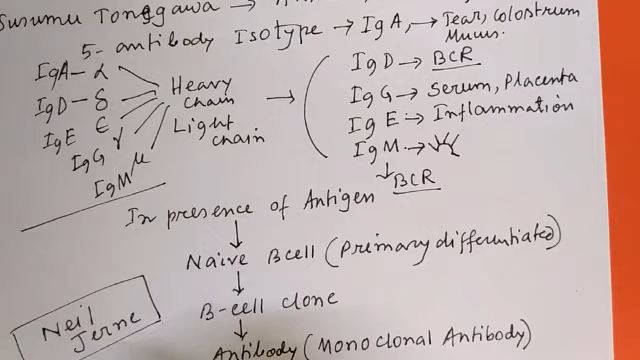 Susumu Tonggawa →
5- antibody Isotype → IgA, → Tear, Colostrum
Mucus.
IgA - α
IgD - δ
IgE ε
IgG γ
IgM μ
Heavy
chain
Light
chain
IgD → BCR
IgG → Serum, Placenta
IgE → Inflammation
IgM →
↓ BCR
In presence of Antigen
↓
Naive B cell (Primary differentiated)
↓
B-cell clone
↓
Antibody (Monoclonal Antibody)
Neil
Jerne